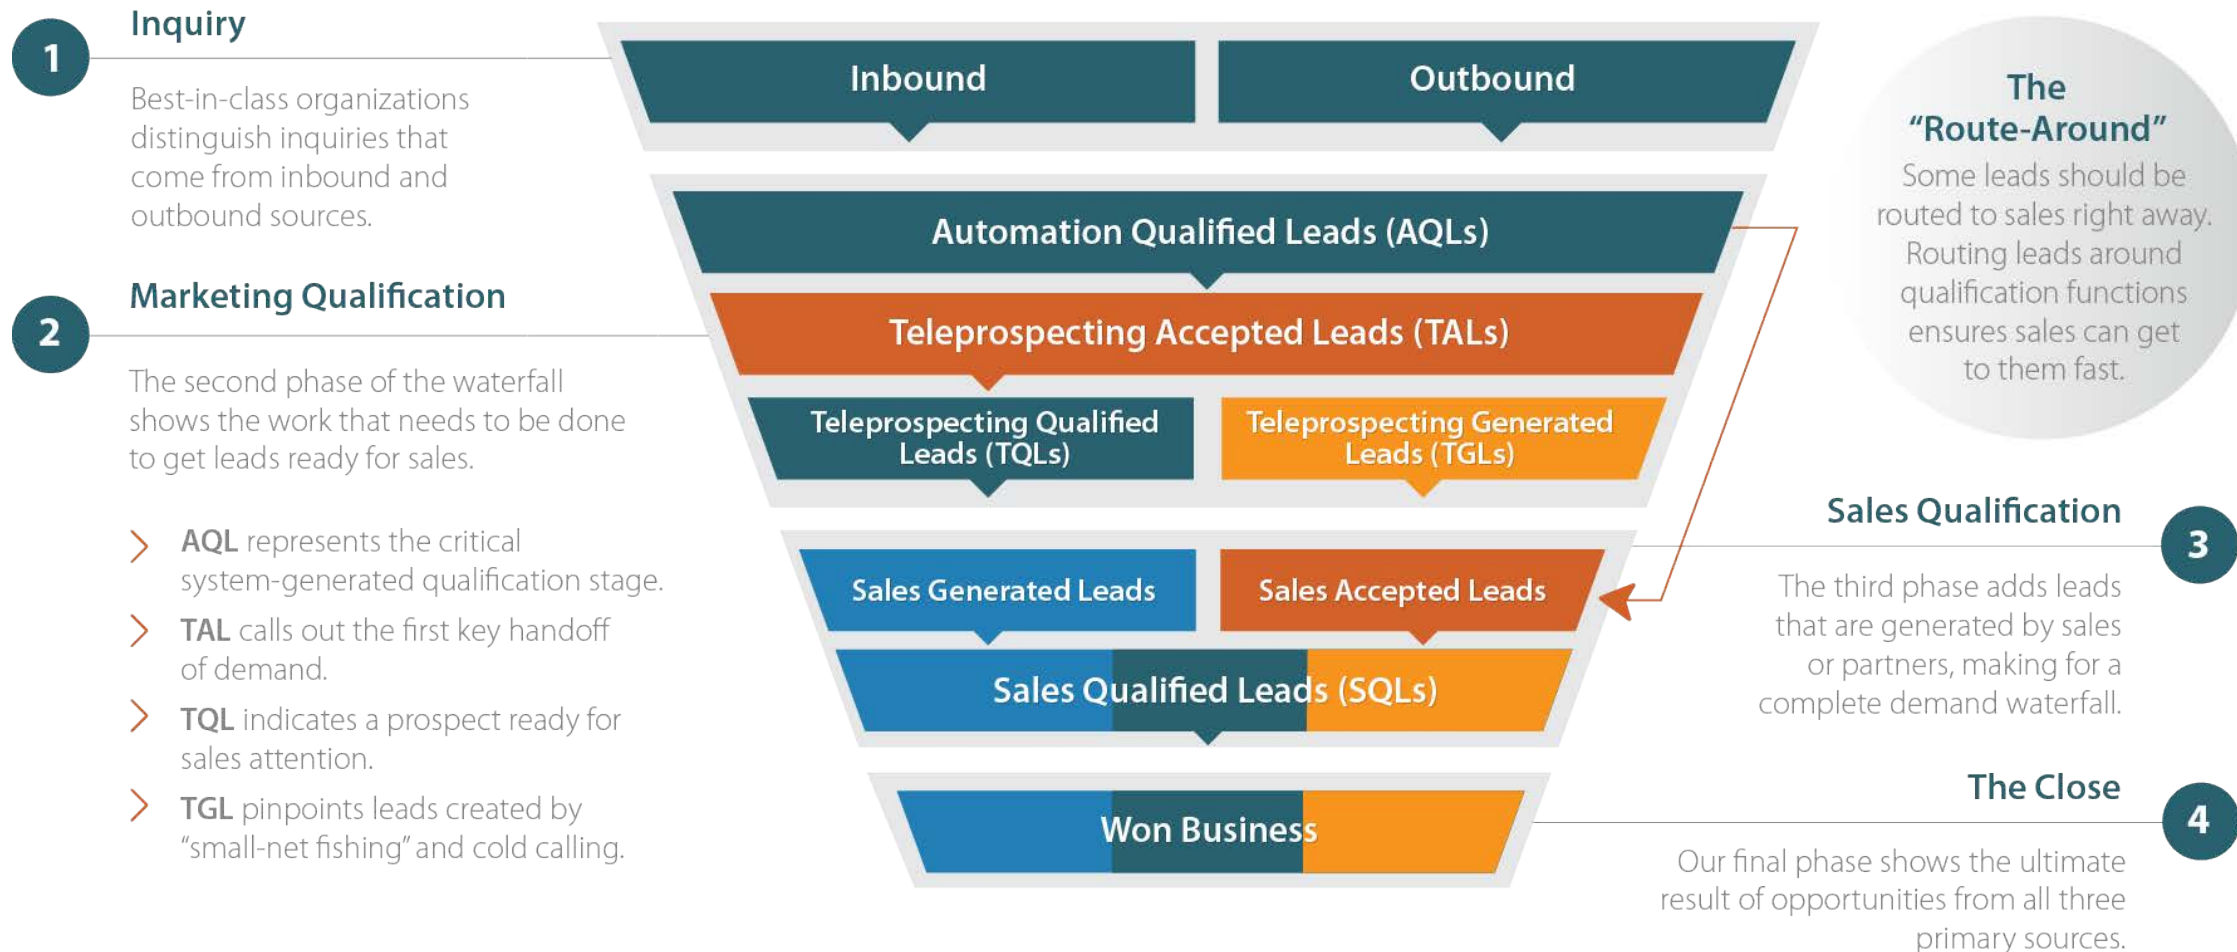 1
Inquiry
Best-in-class organizations
distinguish inquiries that
come from inbound and
outbound sources.
2
Marketing Qualification
The second phase of the waterfall
shows the work that needs to be done
to get leads ready for sales.
AQL represents the critical
system-generated qualification stage.
TAL calls out the first key handoff
of demand.
TQL indicates a prospect ready for
sales attention.
TGL pinpoints leads created by
“small-net fishing” and cold calling.
Inbound
Outbound
Automation Qualified Leads (AQLs)
Teleprospecting Accepted Leads (TALs)
Teleprospecting Qualified
Leads (TQLs)
Teleprospecting Generated
Leads (TGLs)
Sales Generated Leads
Sales Accepted Leads
Sales Qualified Leads (SQLs)
Won Business
The
“Route-Around”
Some leads should be
routed to sales right away.
Routing leads around
qualification functions
ensures sales can get
to them fast.
Sales Qualification
3
The third phase adds leads
that are generated by sales
or partners, making for a
complete demand waterfall.
The Close
4
Our final phase shows the ultimate
result of opportunities from all three
primary sources.